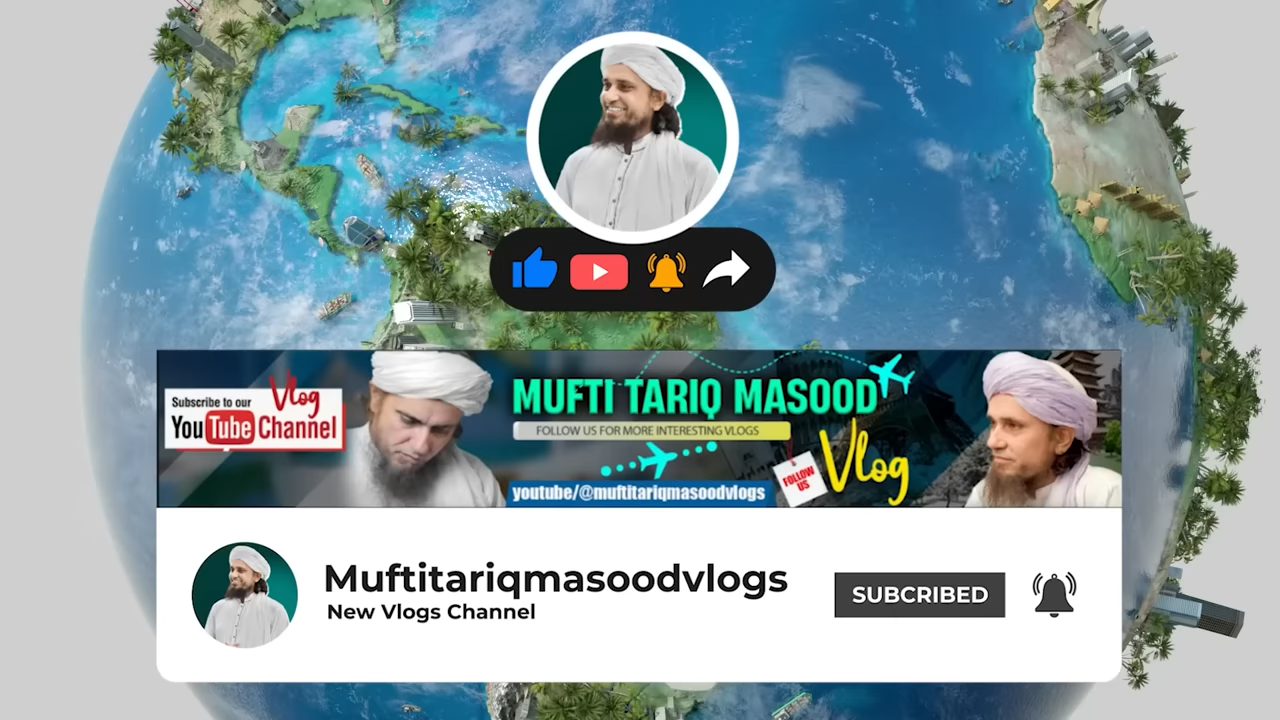 Subscribe to our Vlog
YouTube Channel
MUFTI TARIQ MASOOD
FOLLOW US FOR MORE INTERESTING VLOGS
FOLLOW
US
Vlog
youtube/@muftitariqmasoodvlogs
Muftitariqmasoodvlogs
New Vlogs Channel
SUBCRIBED